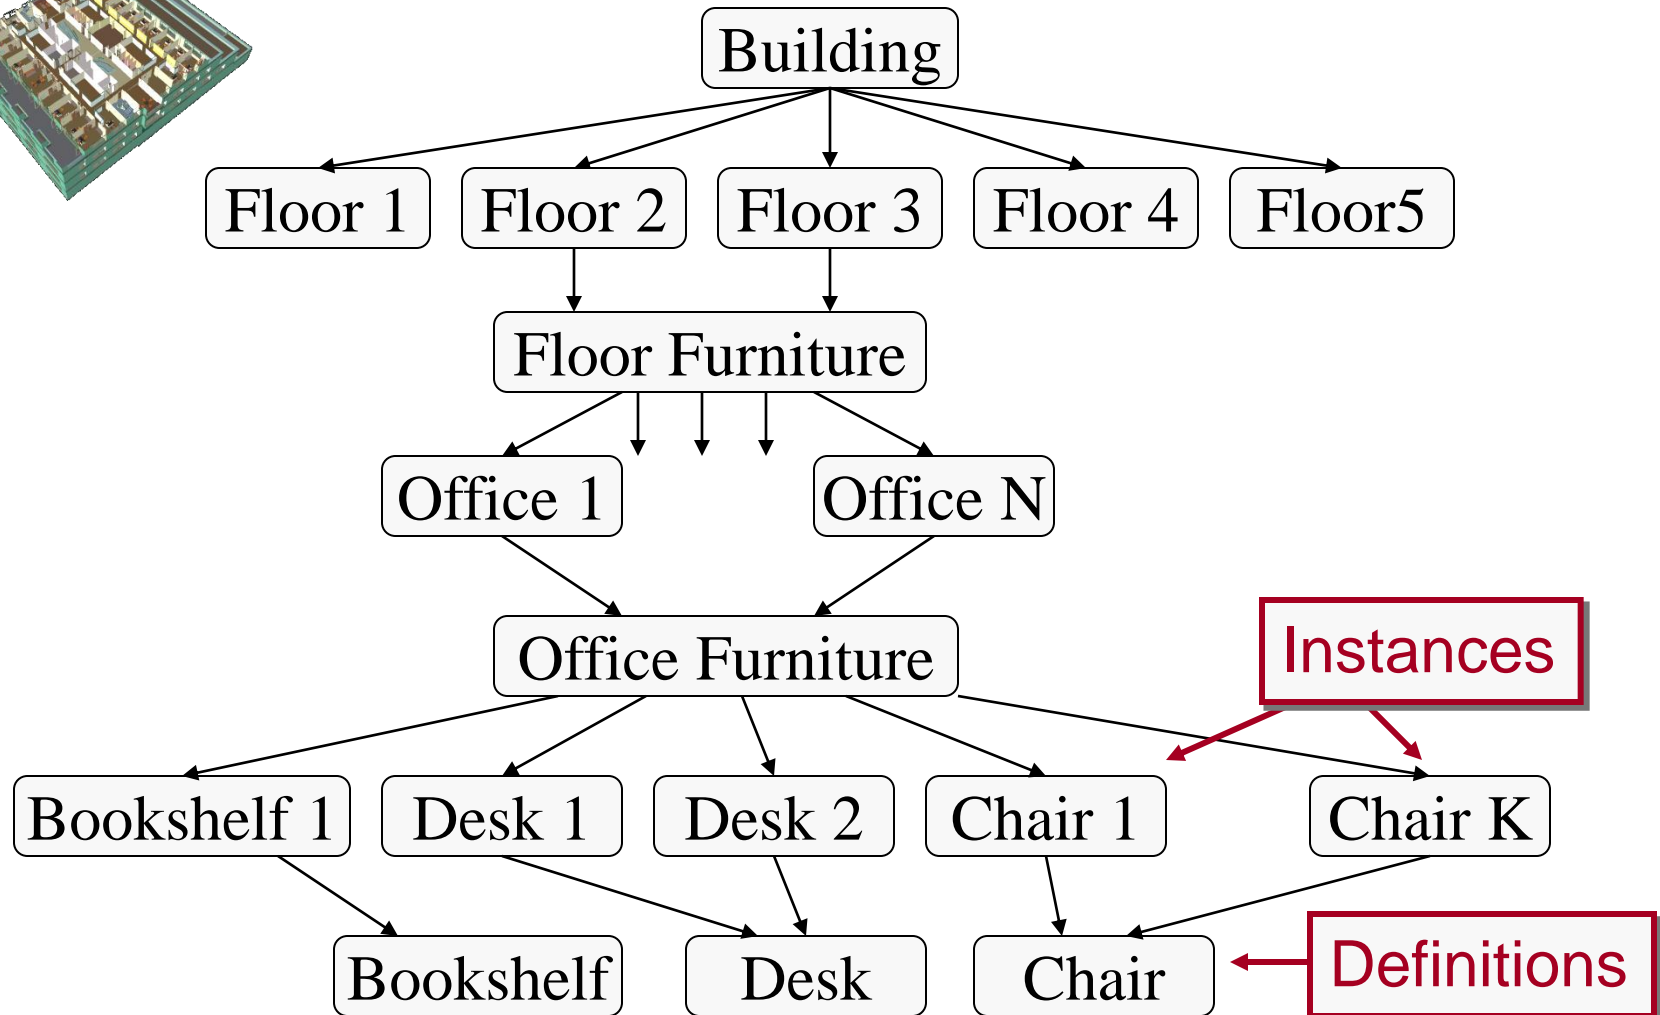 Building
Floor 1
Floor 2
Floor 3
Floor 4
Floor5
Floor Furniture
Office 1
Office N
Office Furniture
Instances
Bookshelf 1
Desk 1
Desk 2
Chair 1
Chair K
Bookshelf
Desk
Chair
Definitions